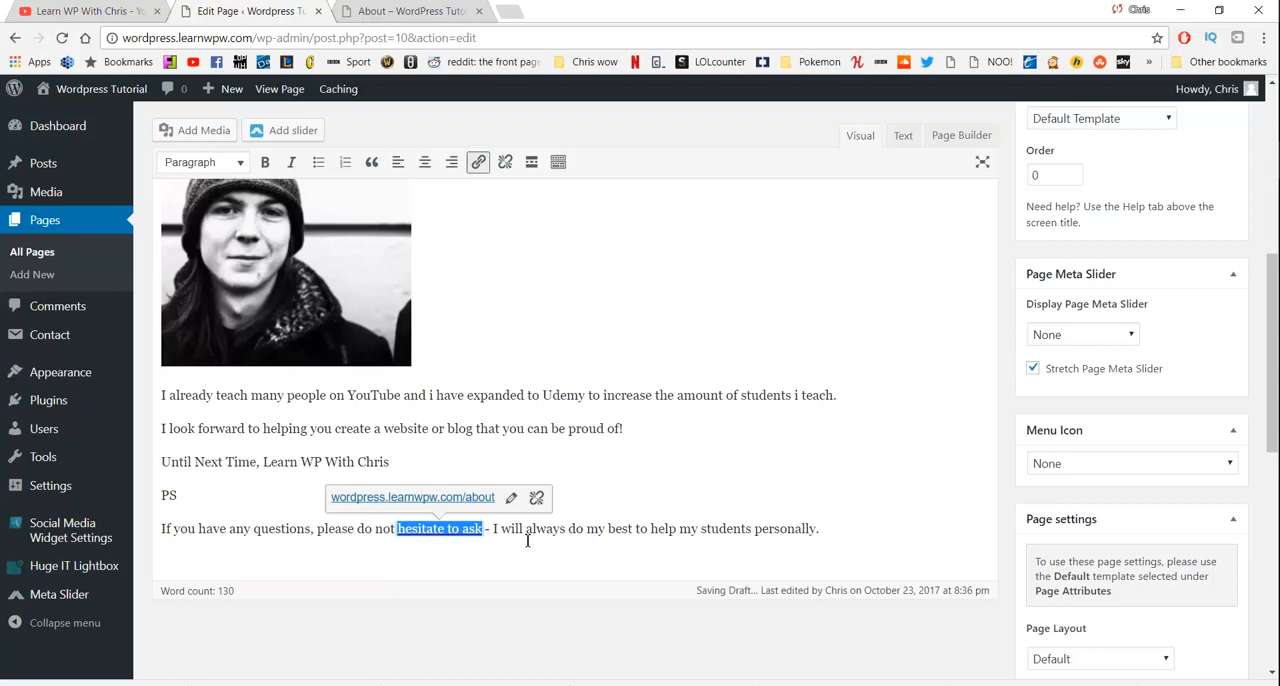 Learn WP With Chris - Yo
Edit Page ‹ Wordpress Tu
About – WordPress Tuto
Chris
wordpress.learnwpw.com/wp-admin/post.php?post=10&action=edit
Apps
Bookmarks
Sport
reddit: the front page
Chris wow
LOLcounter
Pokemon
NOO!
sky
»
Other bookmarks
Wordpress Tutorial
0
New
View Page
Caching
Howdy, Chris
Dashboard
Posts
Media
Pages
All Pages
Add New
Comments
Contact
Appearance
Plugins
Users
Tools
Settings
Social Media
Widget Settings
Huge IT Lightbox
Meta Slider
Collapse menu
Add Media
Add slider
Visual
Text
Page Builder
Paragraph
I already teach many people on YouTube and i have expanded to Udemy to increase the amount of students i teach.
I look forward to helping you create a website or blog that you can be proud of!
Until Next Time, Learn WP With Chris
PS
wordpress.learnwpw.com/about
If you have any questions, please do not hesitate to ask - I will always do my best to help my students personally.
Word count: 130
Saving Draft... Last edited by Chris on October 23, 2017 at 8:36 pm
Default Template
Order
0
Need help? Use the Help tab above the
screen title.
Page Meta Slider
Display Page Meta Slider
None
Stretch Page Meta Slider
Menu Icon
None
Page settings
To use these page settings, please use
the Default template selected under
Page Attributes
Page Layout
Default